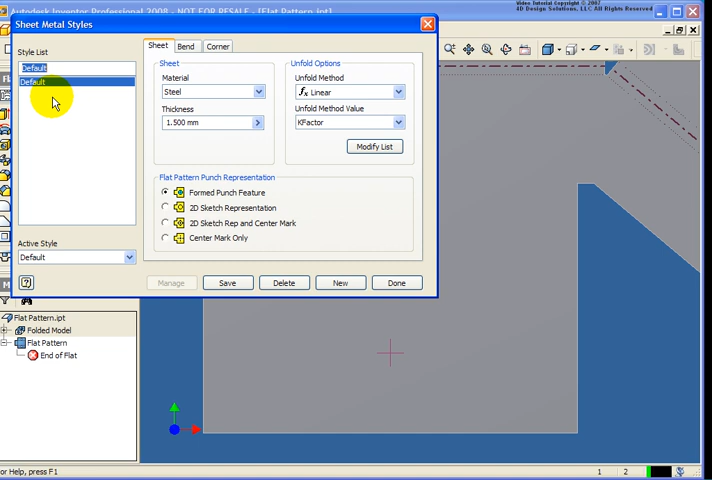 Autodesk Inventor Professional 2008 - NOT FOR RESALE - [Flat Pattern.ipt]
Video Tutorial Copyright © 2007
4D Design Solutions, LLC All Rights Reserved
Sheet Metal Styles
Style List
Default
Default
Sheet
Bend
Corner
Sheet
Material
Steel
Thickness
1.500 mm
Unfold Options
Unfold Method
fx Linear
Unfold Method Value
KFactor
Modify List
Flat Pattern Punch Representation
Formed Punch Feature
2D Sketch Representation
2D Sketch Rep and Center Mark
Center Mark Only
Active Style
Default
Manage
Save
Delete
New
Done
Flat Pattern.ipt
Folded Model
Flat Pattern
End of Flat
or Help, press F1
1
2